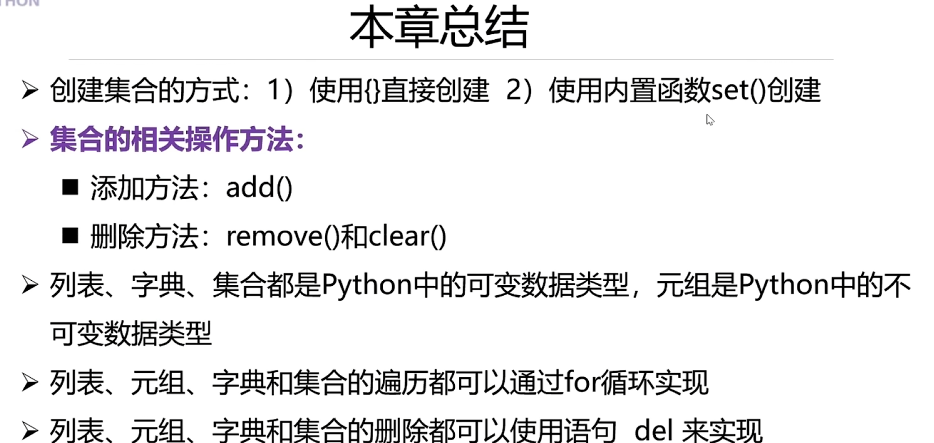 THON
本章总结
创建集合的方式：1）使用{}直接创建 2）使用内置函数set()创建
集合的相关操作方法：
添加方法：add()
删除方法：remove()和clear()
列表、字典、集合都是Python中的可变数据类型，元组是Python中的不
可变数据类型
列表、元组、字典和集合的遍历都可以通过for循环实现
列表、元组、字典和集合的删除都可以使用语句 del 来实现